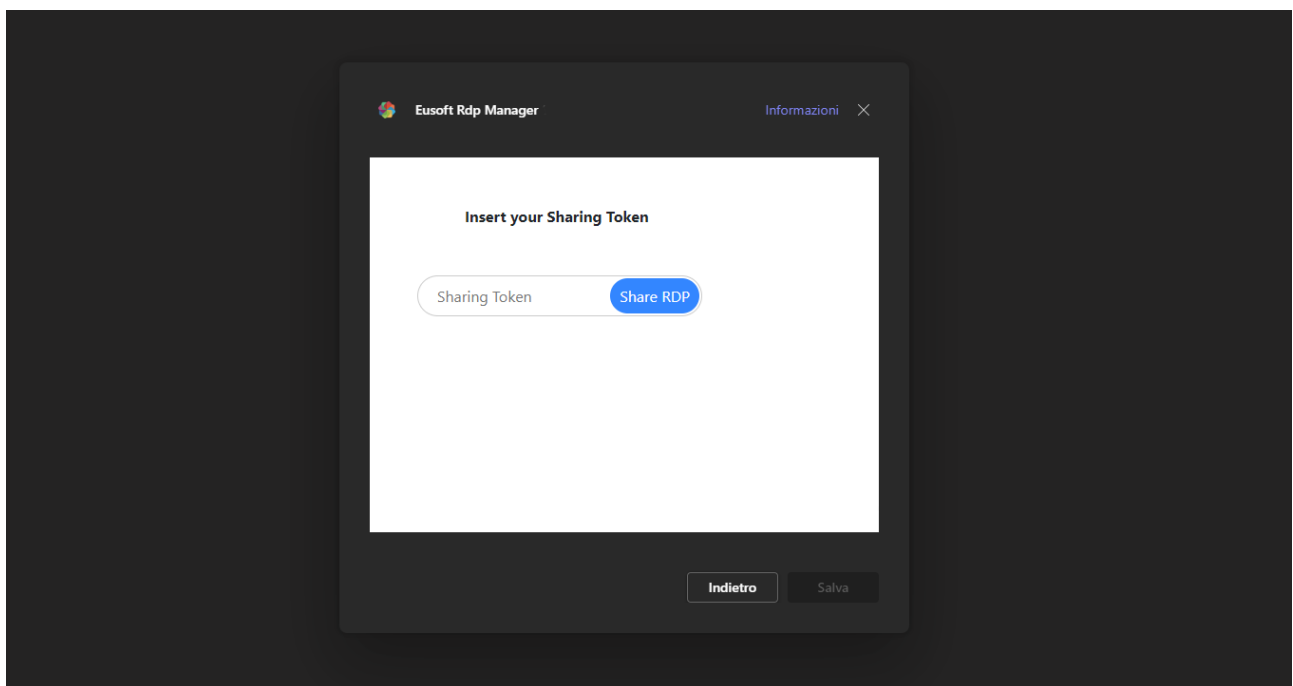 Eusoft Rdp Manager
Informazioni
Insert your Sharing Token
Sharing Token
Share RDP
Indietro
Salva